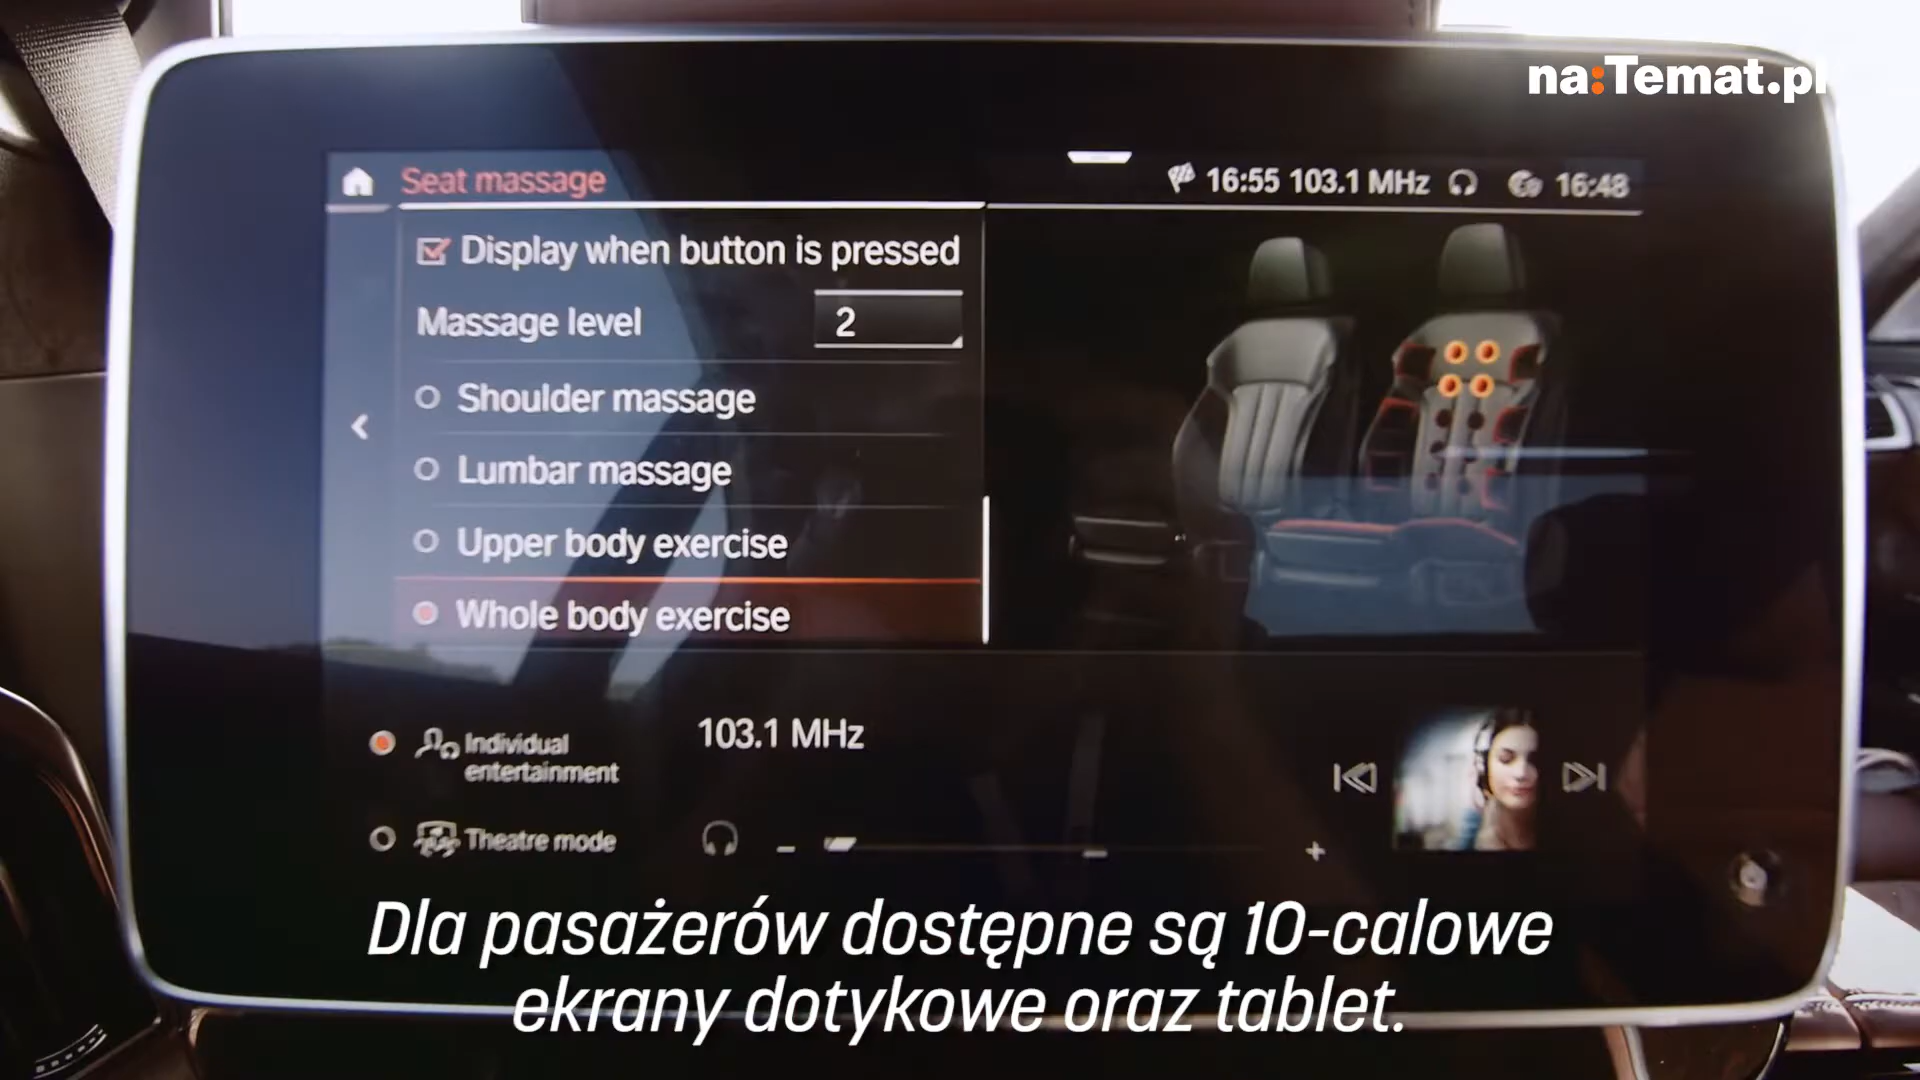 na:Temat.pl
Seat massage
16:55 103.1 MHz
16:48
Display when button is pressed
Massage level
2
Shoulder massage
Lumbar massage
Upper body exercise
Whole body exercise
Individual
entertainment
103.1 MHz
Theatre mode
Dla pasażerów dostępne są 10-calowe
ekrany dotykowe oraz tablet.